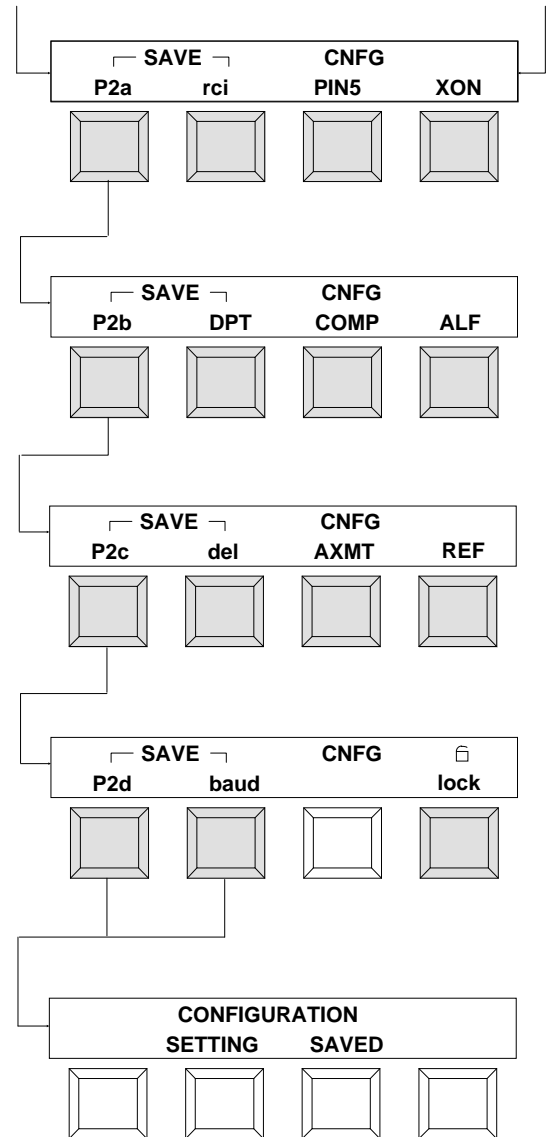 SAVE CNFG
P2a rci PIN5 XON
SAVE CNFG
P2b DPT COMP ALF
SAVE CNFG
P2c del AXMT REF
SAVE CNFG
P2d baud lock
CONFIGURATION
SETTING SAVED